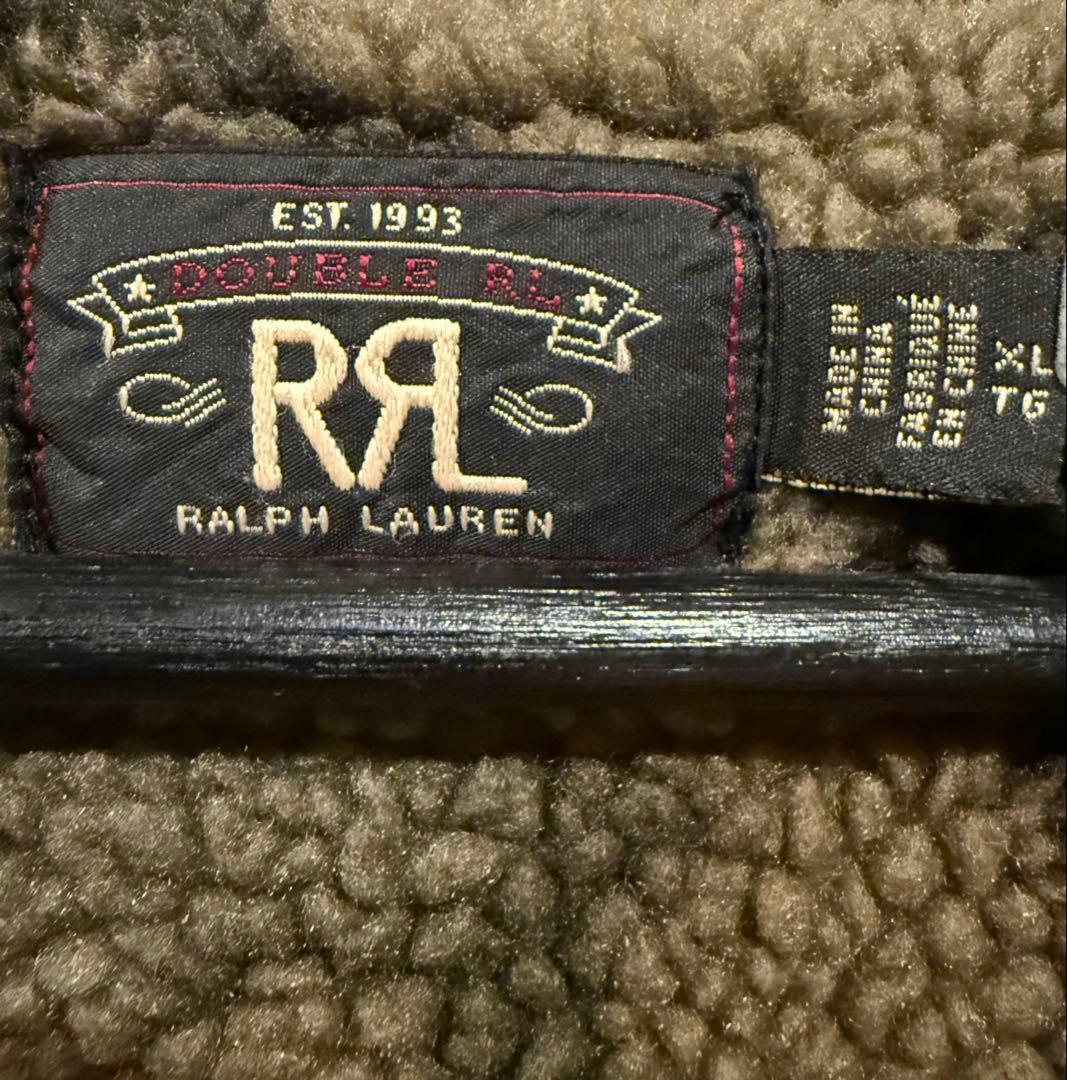 EST. 1993
DOUBLE RL
RRL
RALPH LAUREN
MADE IN
CHINA
FABRIQUÉ
EN CHINE
XL
TG